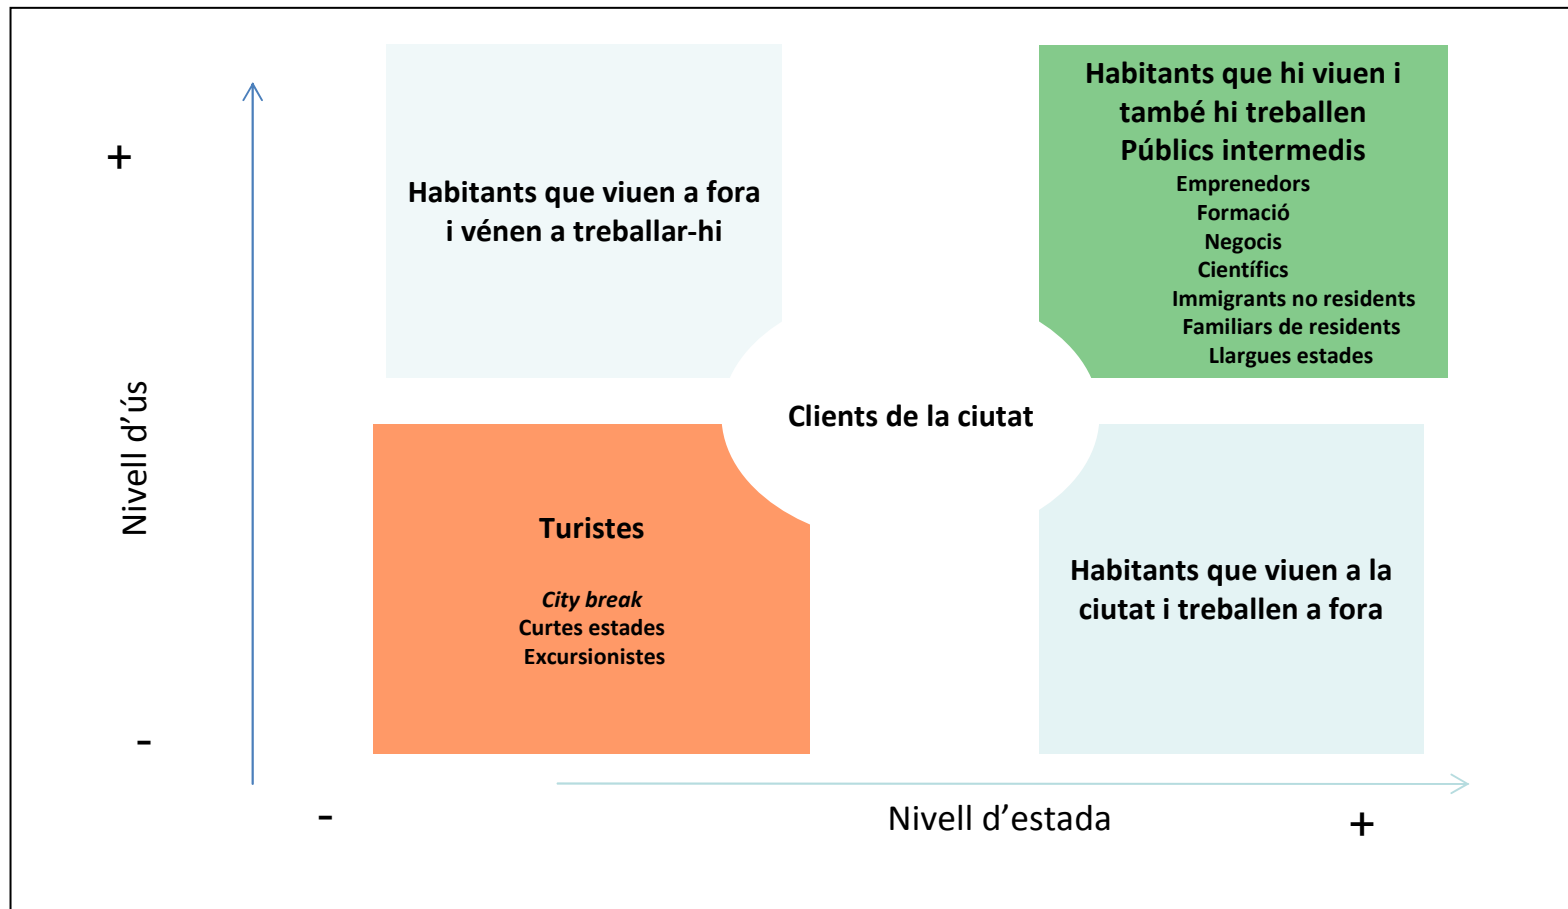 +
Nivell d’ús
-
Habitants que viuen a fora
i vénen a treballar-hi
Habitants que hi viuen i
també hi treballen
Públics intermedis
Emprenedors
Formació
Negocis
Científics
Immigrants no residents
Familiars de residents
Llargues estades
Clients de la ciutat
Turistes
City break
Curtes estades
Excursionistes
Habitants que viuen a la
ciutat i treballen a fora
-
Nivell d’estada
+